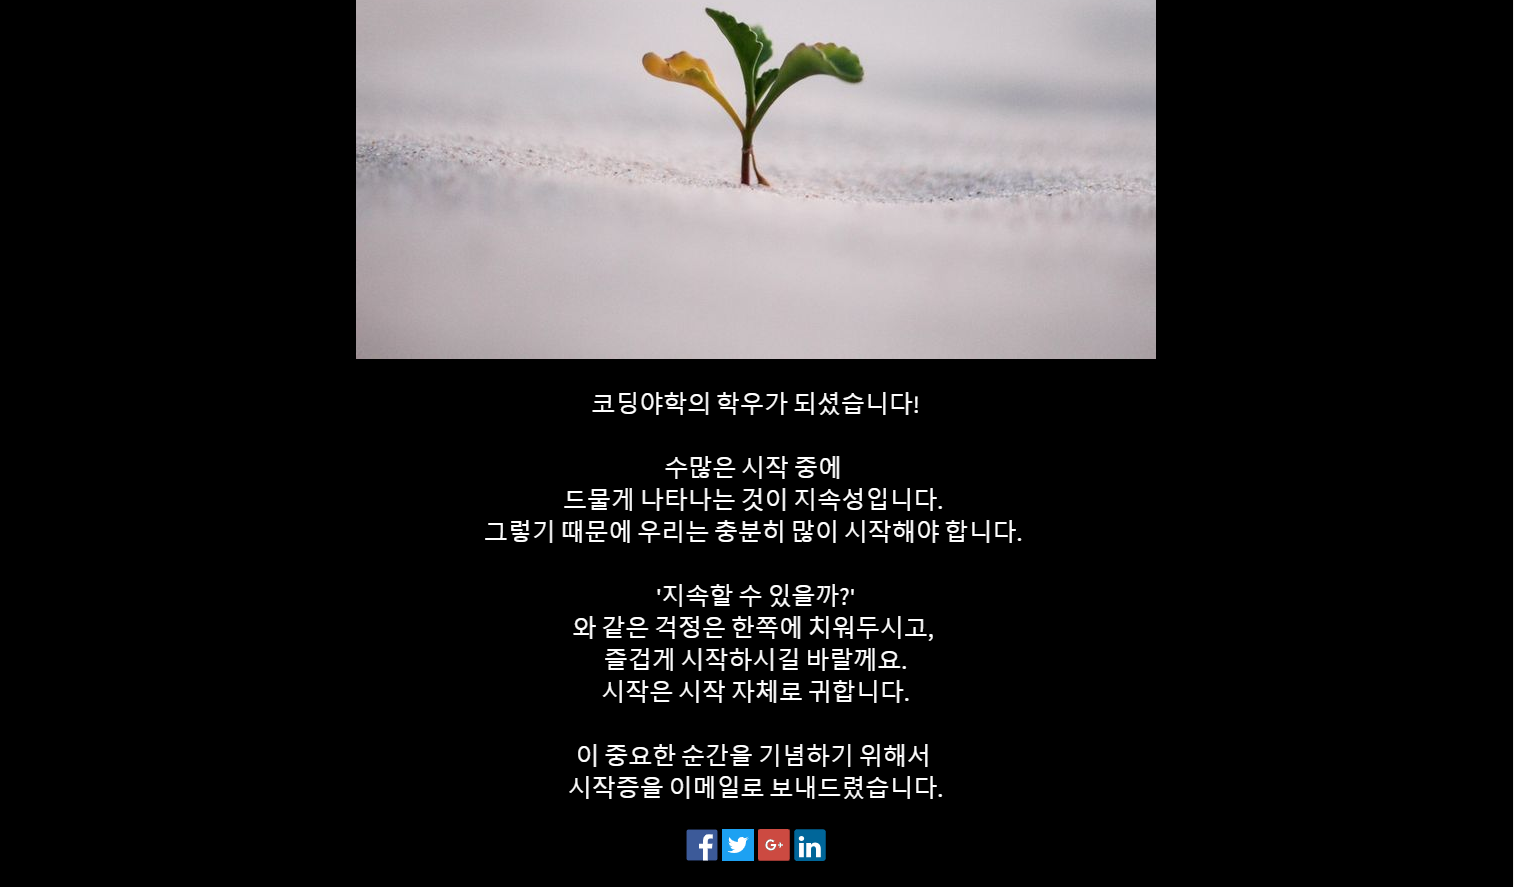 코딩야학의 학우가 되셨습니다!
수많은 시작 중에
드물게 나타나는 것이 지속성입니다.
그렇기 때문에 우리는 충분히 많이 시작해야 합니다.
'지속할 수 있을까?'
와 같은 걱정은 한쪽에 치워두시고,
즐겁게 시작하시길 바랄께요.
시작은 시작 자체로 귀합니다.
이 중요한 순간을 기념하기 위해서
시작증을 이메일로 보내드렸습니다.
f G+ in